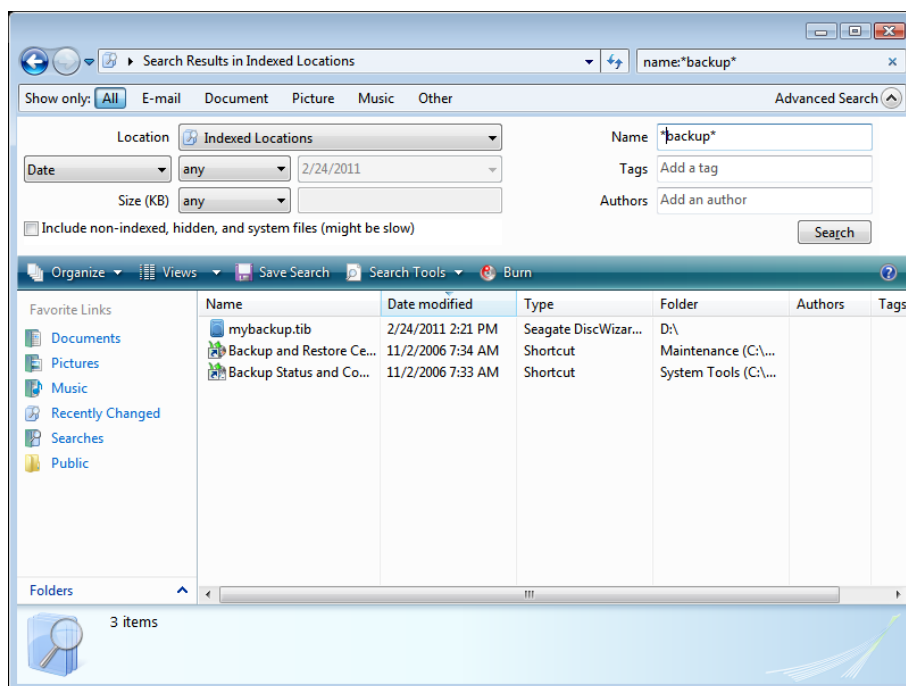 Search Results in Indexed Locations name:*backup*
Show only: All E-mail Document Picture Music Other Advanced Search
Location Indexed Locations Name *backup*
Date any 2/24/2011 Tags Add a tag
Size (KB) any Authors Add an author
Include non-indexed, hidden, and system files (might be slow) Search
Organize Views Save Search Search Tools Burn
Favorite Links Name Date modified Type Folder Authors Tags
Documents mybackup.tib 2/24/2011 2:21 PM Seagate DiscWizar... D:\
Pictures Backup and Restore Ce... 11/2/2006 7:34 AM Shortcut Maintenance (C:\...
Music Backup Status and Co... 11/2/2006 7:33 AM Shortcut System Tools (C:\...
Recently Changed
Searches
Public
Folders
3 items